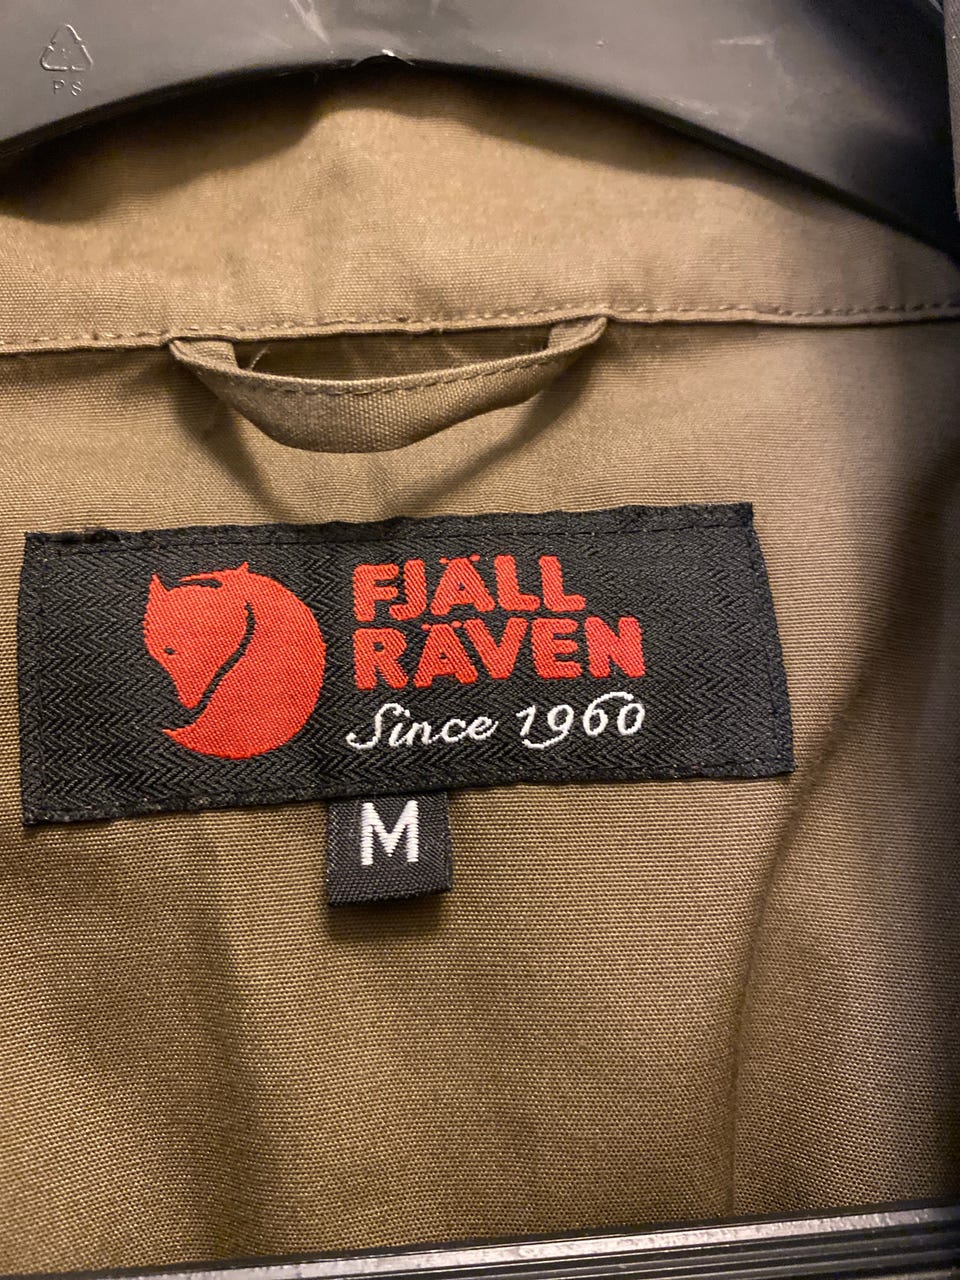 PS
FJÄLL
RÄVEN
Since 1960
M